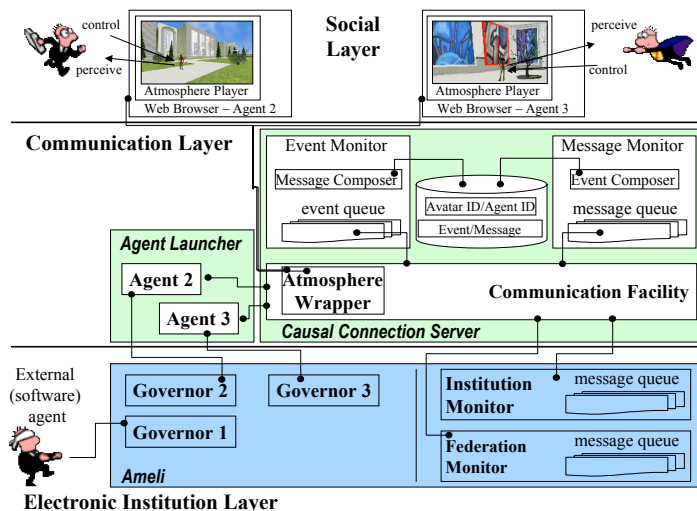 control
perceive
Atmosphere Player
Web Browser – Agent 2
Social
Layer
perceive
control
Atmosphere Player
Web Browser – Agent 3
Communication Layer
Event Monitor
Message Monitor
Message Composer
Event Composer
event queue
Avatar ID/Agent ID
Event/Message
message queue
Agent Launcher
Agent 2
Agent 3
Atmosphere
Wrapper
Communication Facility
Causal Connection Server
External
(software)
agent
Governor 2
Governor 3
Governor 1
Ameli
Institution
Monitor
message queue
Federation
Monitor
message queue
Electronic Institution Layer